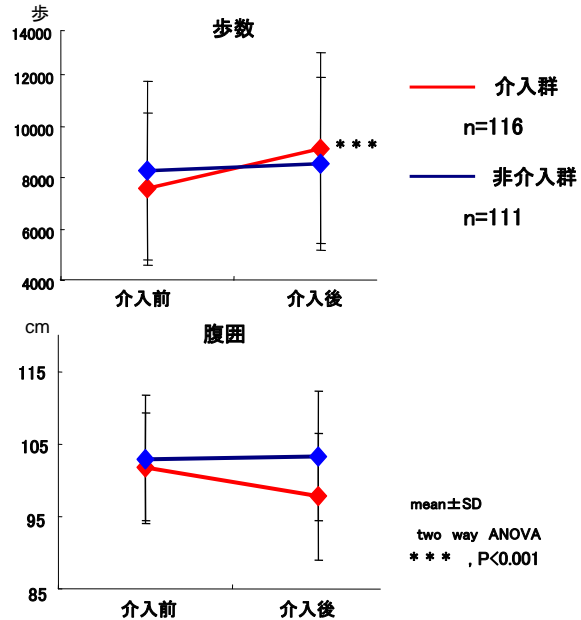 歩
歩数
14000
12000
10000
8000
6000
4000
***
介入前
介入後
介入群
n=116
非介入群
n=111
cm
腹囲
115
105
95
85
介入前
介入後
mean±SD
two way ANOVA
*** , P<0.001